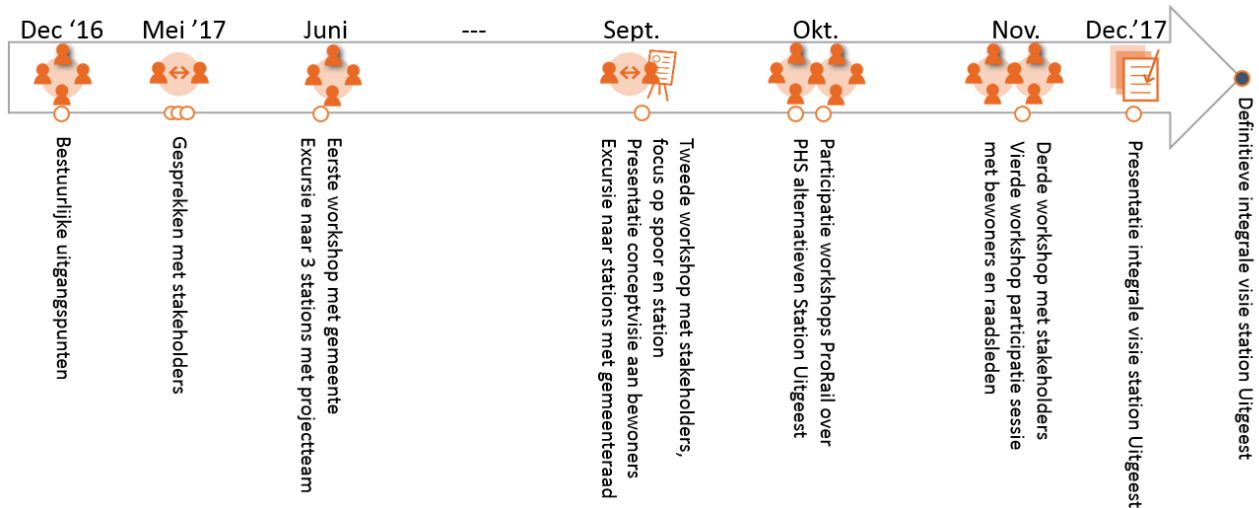 Dec ‘16
Mei ’17
Juni
---
Sept.
Okt.
Nov.
Dec.’17
Bestuurlijke uitgangspunten
Gesprekken met stakeholders
Eerste workshop met gemeente
Excursie naar 3 stations met projectteam
Tweede workshop met stakeholders,
focus op spoor en station
Presentatie conceptvisie aan bewoners
Excursie naar stations met gemeenteraad
Participatie workshops ProRail over
PHS alternatieven Station Uitgeest
Derde workshop met stakeholders
Vierde workshop participatie sessie
met bewoners en raadsleden
Presentatie integrale visie station Uitgeest
Definitieve integrale visie station Uitgeest